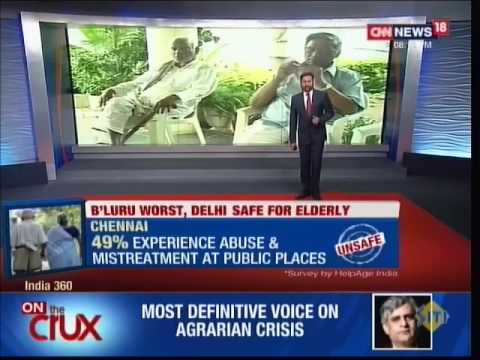 CNN NEWS 18
B'LURU WORST, DELHI SAFE FOR ELDERLY
CHENNAI
49% EXPERIENCE ABUSE &
MISTREATMENT AT PUBLIC PLACES
UNSAFE
*Survey by HelpAge India
India 360
ON the CRUX
MOST DEFINITIVE VOICE ON
AGRARIAN CRISIS